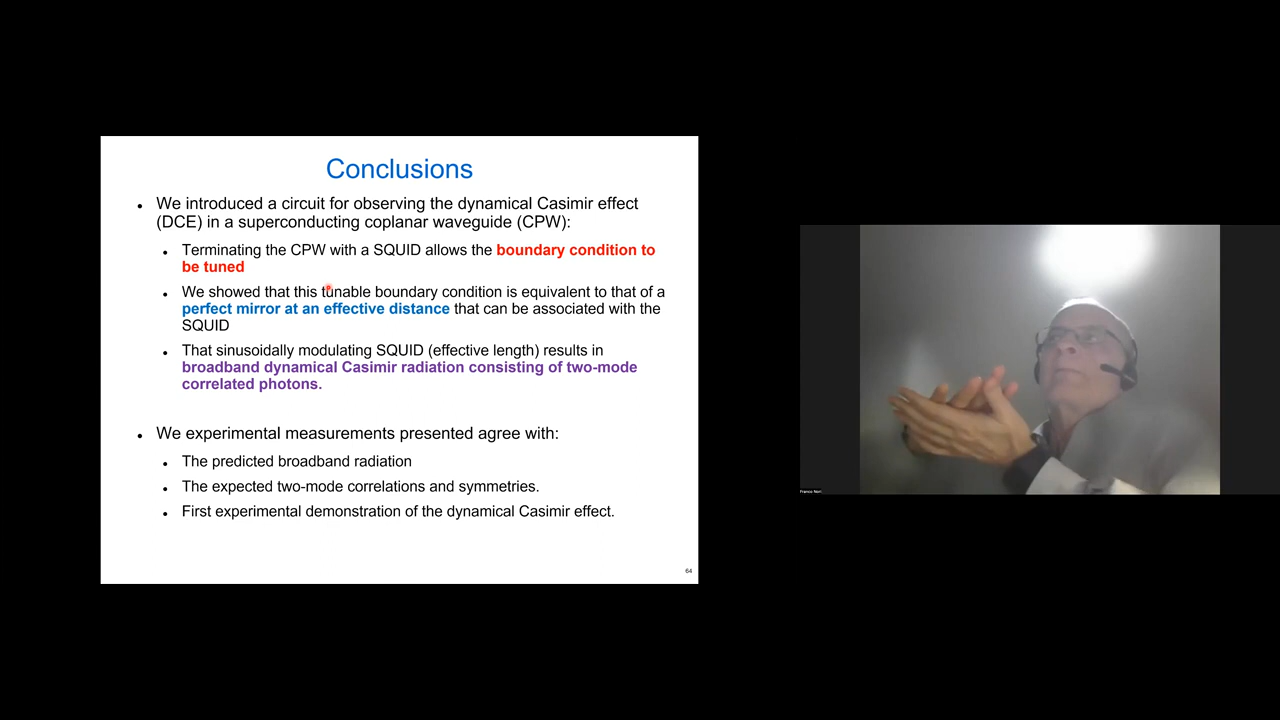 Conclusions
We introduced a circuit for observing the dynamical Casimir effect
(DCE) in a superconducting coplanar waveguide (CPW):
Terminating the CPW with a SQUID allows the boundary condition to
be tuned
We showed that this tunable boundary condition is equivalent to that of a
perfect mirror at an effective distance that can be associated with the
SQUID
That sinusoidally modulating SQUID (effective length) results in
broadband dynamical Casimir radiation consisting of two-mode
correlated photons.
We experimental measurements presented agree with:
The predicted broadband radiation
The expected two-mode correlations and symmetries.
First experimental demonstration of the dynamical Casimir effect.
64
Franco Nori